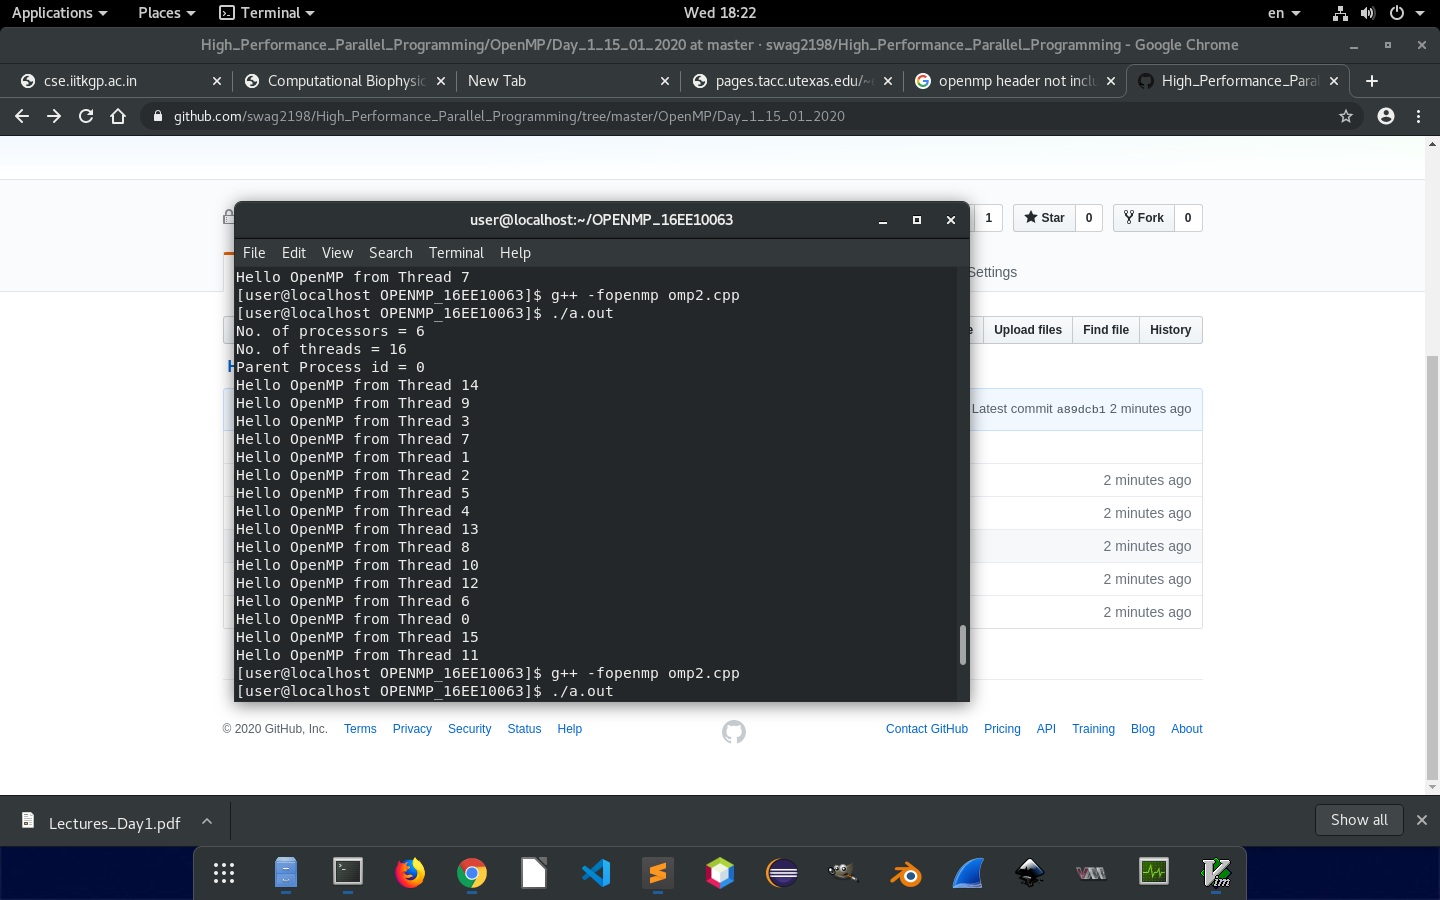 Applications Places Terminal Wed 18:22 en
High_Performance_Parallel_Programming/OpenMP/Day_1_15_01_2020 at master · swag2198/High_Performance_Parallel_Programming - Google Chrome
cse.iitkgp.ac.in Computational Biophysic New Tab pages.tacc.utexas.edu/~e openmp header not inclu High_Performance_Paral
github.com/swag2198/High_Performance_Parallel_Programming/tree/master/OpenMP/Day_1_15_01_2020
1 Star 0 Fork 0
Settings
Upload files Find file History
Latest commit a89dcb1 2 minutes ago
2 minutes ago
2 minutes ago
2 minutes ago
2 minutes ago
2 minutes ago
user@localhost:~/OPENMP_16EE10063
File Edit View Search Terminal Help
Hello OpenMP from Thread 7
[user@localhost OPENMP_16EE10063]$ g++ -fopenmp omp2.cpp
[user@localhost OPENMP_16EE10063]$ ./a.out
No. of processors = 6
No. of threads = 16
Parent Process id = 0
Hello OpenMP from Thread 14
Hello OpenMP from Thread 9
Hello OpenMP from Thread 3
Hello OpenMP from Thread 7
Hello OpenMP from Thread 1
Hello OpenMP from Thread 2
Hello OpenMP from Thread 5
Hello OpenMP from Thread 4
Hello OpenMP from Thread 13
Hello OpenMP from Thread 8
Hello OpenMP from Thread 10
Hello OpenMP from Thread 12
Hello OpenMP from Thread 6
Hello OpenMP from Thread 0
Hello OpenMP from Thread 15
Hello OpenMP from Thread 11
[user@localhost OPENMP_16EE10063]$ g++ -fopenmp omp2.cpp
[user@localhost OPENMP_16EE10063]$ ./a.out
© 2020 GitHub, Inc. Terms Privacy Security Status Help Contact GitHub Pricing API Training Blog About
Lectures_Day1.pdf Show all